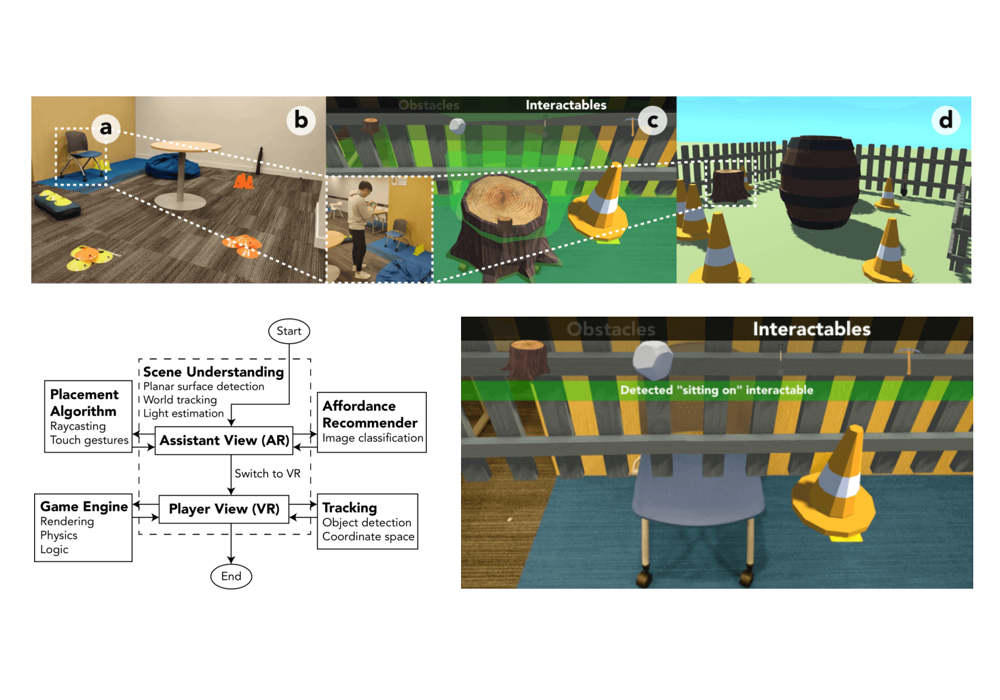 a
b
Obstacles
Interactables
c
d
Start
Scene Understanding
Planar surface detection
World tracking
Light estimation
Placement
Algorithm
Raycasting
Touch gestures
Affordance
Recommender
Image classification
Assistant View (AR)
Switch to VR
Game Engine
Rendering
Physics
Logic
Player View (VR)
Tracking
Object detection
Coordinate space
End
Obstacles
Interactables
Detected "sitting on" interactable